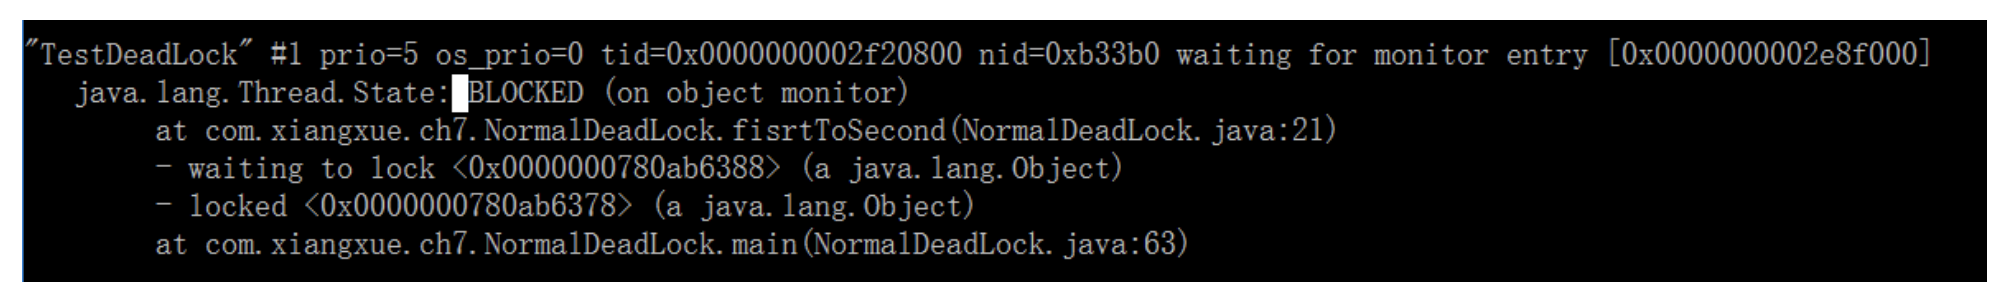 "TestDeadLock" #1 prio=5 os_prio=0 tid=0x0000000002f20800 nid=0xb33b0 waiting for monitor entry [0x0000000002e8f000]
java.lang.Thread.State: BLOCKED (on object monitor)
at com.xiangxue.ch7.NormalDeadLock.fisrtToSecond(NormalDeadLock.java:21)
- waiting to lock <0x0000000780ab6388> (a java.lang.Object)
- locked <0x0000000780ab6378> (a java.lang.Object)
at com.xiangxue.ch7.NormalDeadLock.main(NormalDeadLock.java:63)